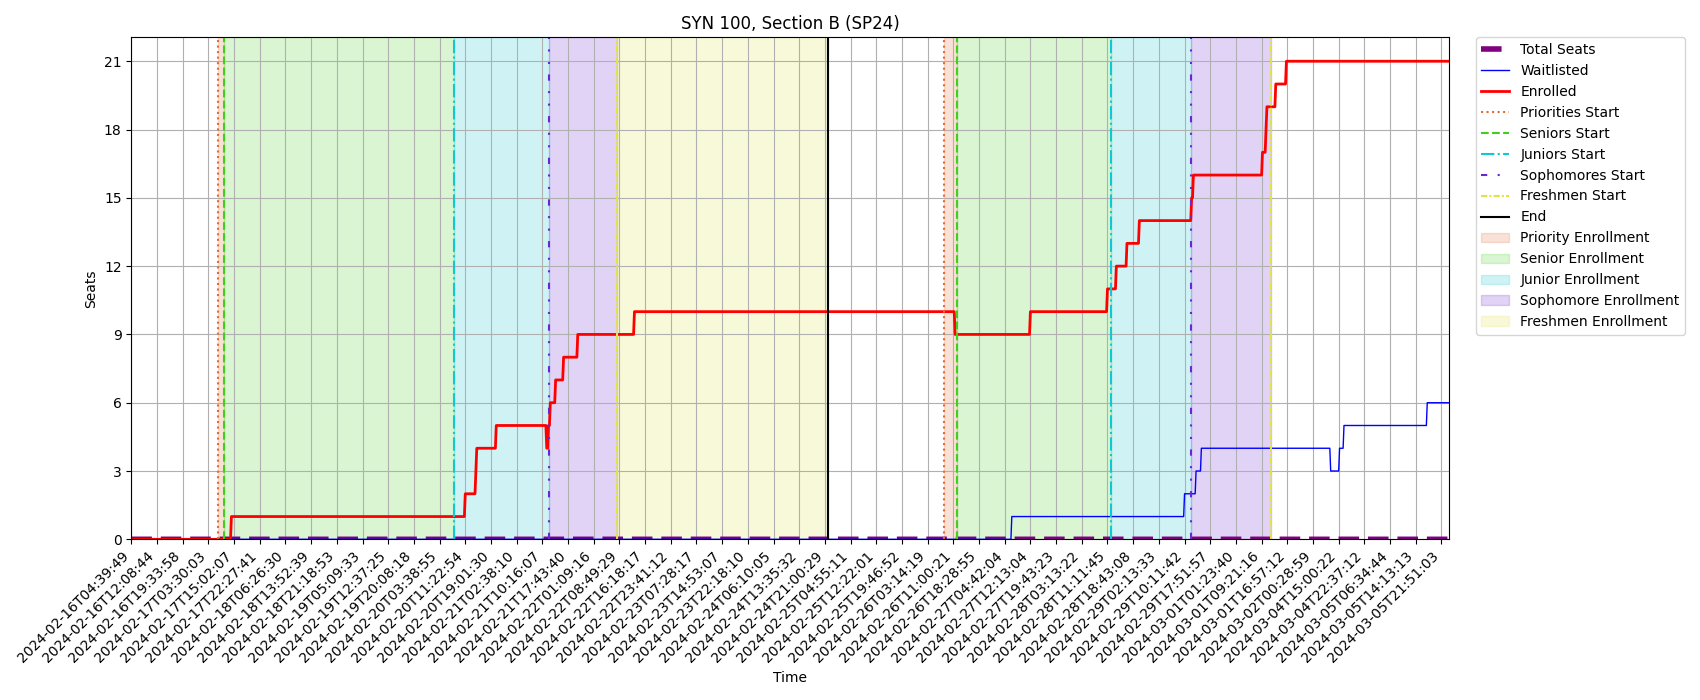 SYN 100, Section B (SP24)
Seats
21
18
15
12
9
6
3
0
2024-02-16T04:39:49
2024-02-16T12:08:44
2024-02-16T19:33:58
2024-02-17T03:30:03
2024-02-17T15:02:07
2024-02-17T22:27:41
2024-02-18T06:26:30
2024-02-18T13:52:39
2024-02-18T21:18:53
2024-02-19T05:09:33
2024-02-19T12:37:25
2024-02-19T20:08:18
2024-02-20T03:38:55
2024-02-20T11:22:54
2024-02-20T19:01:30
2024-02-21T02:38:16
2024-02-21T10:16:07
2024-02-21T17:43:40
2024-02-22T01:09:16
2024-02-22T08:49:29
2024-02-22T16:18:17
2024-02-22T23:41:12
2024-02-23T07:28:17
2024-02-23T14:53:07
2024-02-23T22:18:10
2024-02-24T06:10:05
2024-02-24T13:35:32
2024-02-24T21:00:29
2024-02-25T04:55:11
2024-02-25T12:22:01
2024-02-25T19:46:52
2024-02-26T03:14:19
2024-02-26T11:00:21
2024-02-26T18:28:55
2024-02-27T04:42:04
2024-02-27T12:13:04
2024-02-27T19:43:23
2024-02-28T03:13:22
2024-02-28T11:11:45
2024-02-28T18:43:08
2024-02-29T02:13:33
2024-02-29T10:11:42
2024-02-29T17:51:57
2024-03-01T01:23:40
2024-03-01T09:21:16
2024-03-01T16:57:12
2024-03-04T00:28:59
2024-03-04T15:00:22
2024-03-04T22:37:12
2024-03-05T06:34:44
2024-03-05T14:13:13
2024-03-05T21:51:03
Time
Total Seats
Waitlisted
Enrolled
Priorities Start
Seniors Start
Juniors Start
Sophomores Start
Freshmen Start
End
Priority Enrollment
Senior Enrollment
Junior Enrollment
Sophomore Enrollment
Freshmen Enrollment